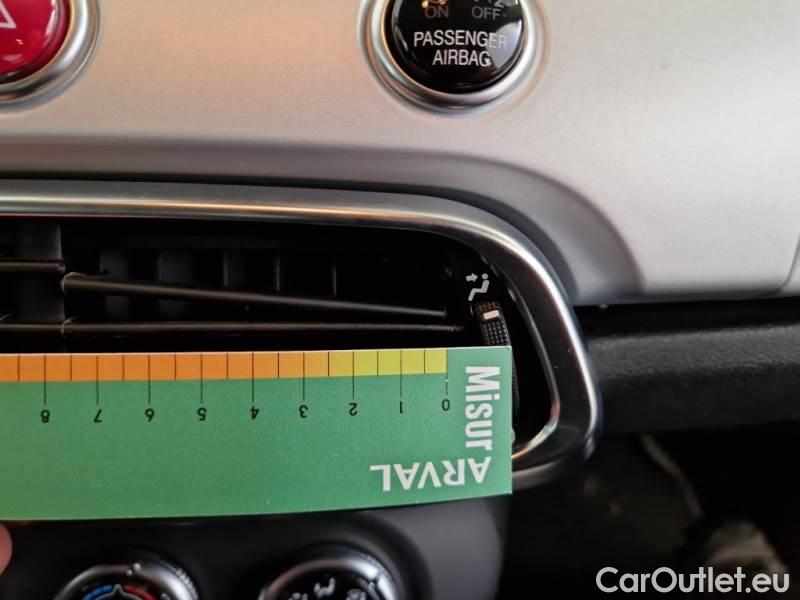 ON OFF
PASSENGER
AIRBAG
8 7 6 5 4 3 2 1 0
Misur
ARVAL
CarOutlet.eu